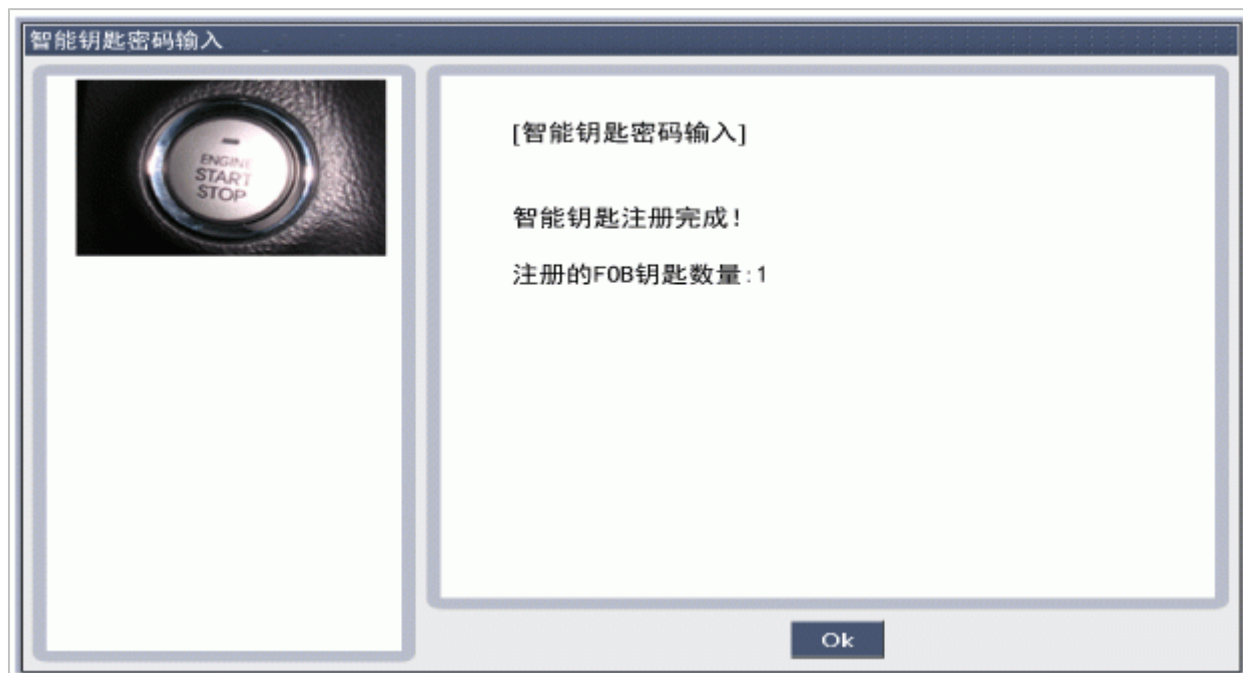 智能钥匙密码输入
ENGINE
START
STOP
[智能钥匙密码输入]
智能钥匙注册完成!
注册的FOB钥匙数量:1
Ok